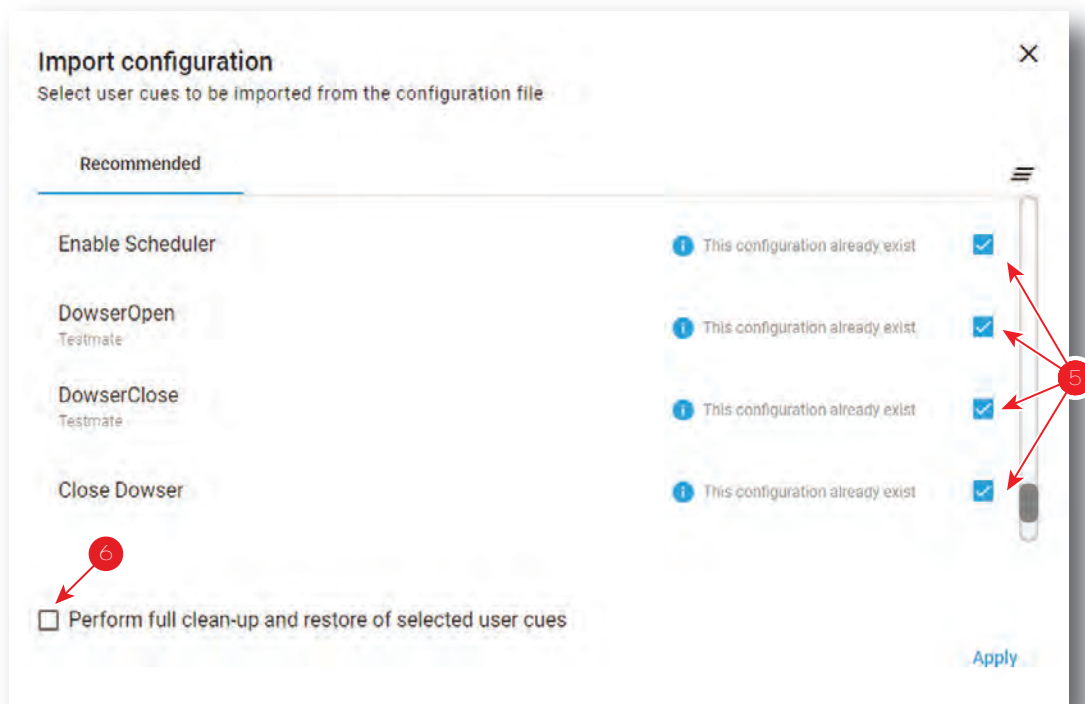 Import configuration
Select user cues to be imported from the configuration file
Recommended
Enable Scheduler This configuration already exist
DowserOpen
Testmate
This configuration already exist
DowserClose
Testmate
This configuration already exist
5
Close Dowser This configuration already exist
6
Perform full clean-up and restore of selected user cues
Apply